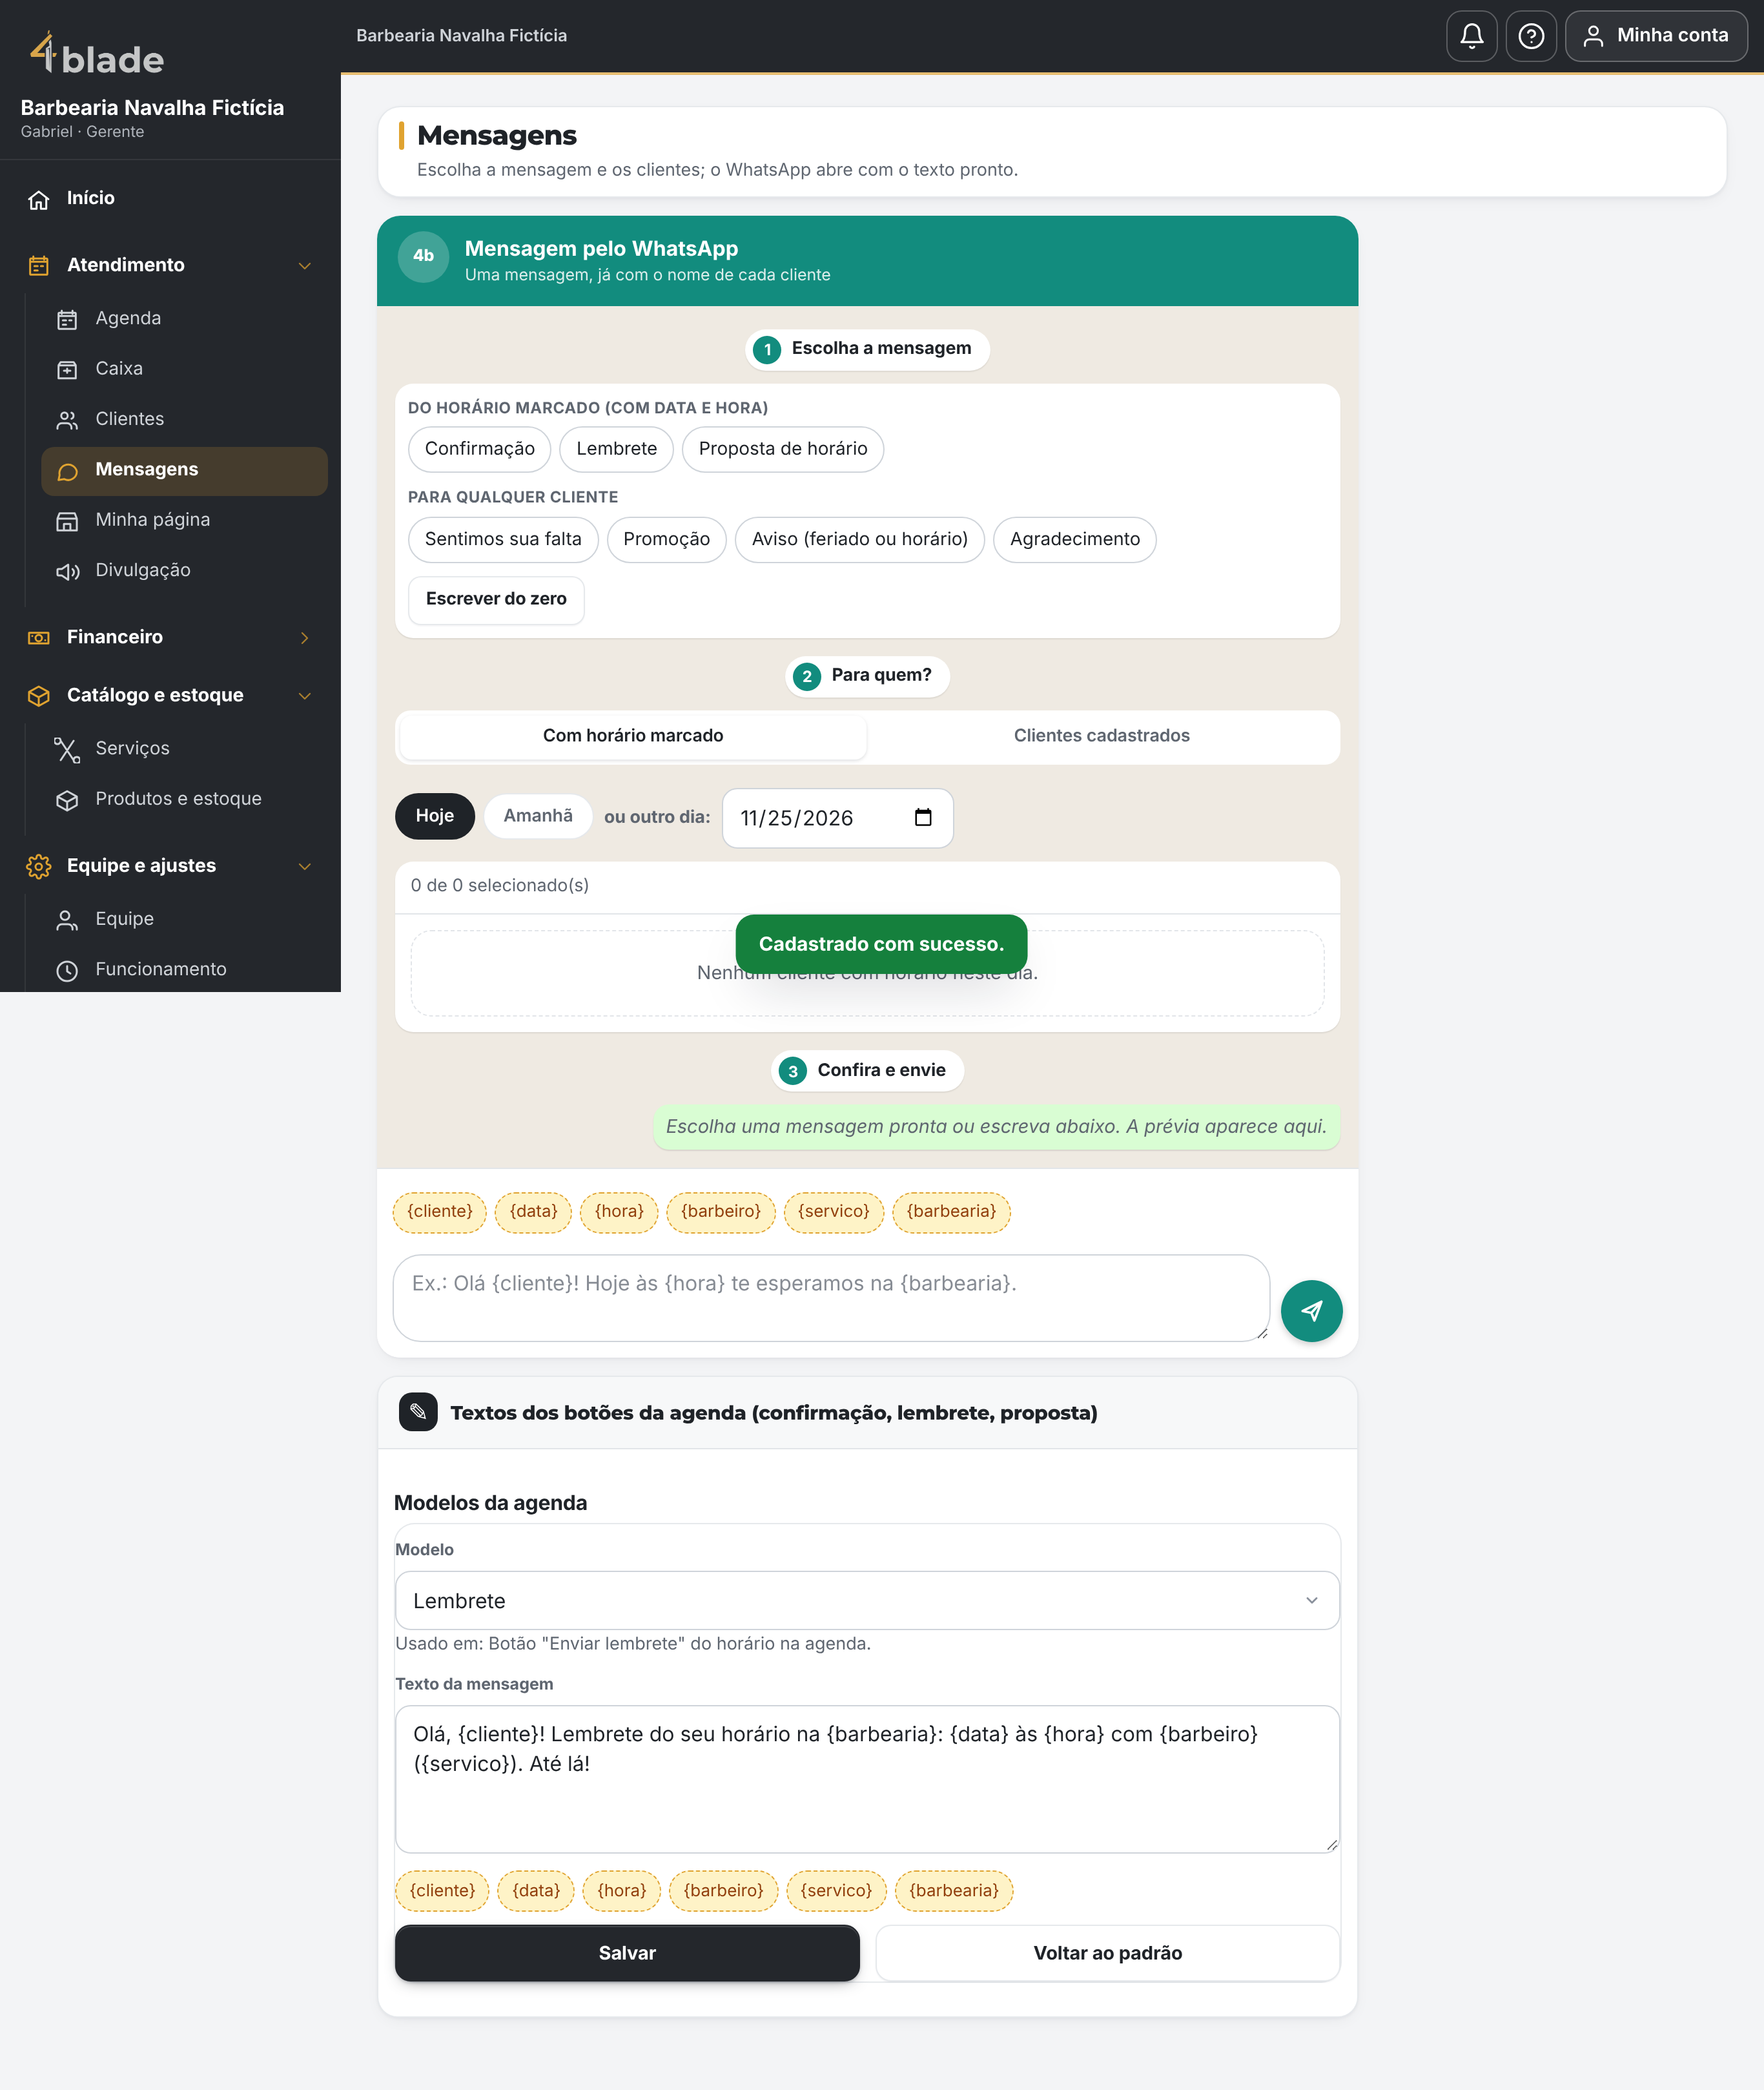 4blade
Barbearia Navalha Fictícia
Gabriel · Gerente
Início
Atendimento
Agenda
Caixa
Clientes
Mensagens
Minha página
Divulgação
Financeiro
Catálogo e estoque
Serviços
Produtos e estoque
Equipe e ajustes
Equipe
Funcionamento
Barbearia Navalha Fictícia
Minha conta
Mensagens
Escolha a mensagem e os clientes; o WhatsApp abre com o texto pronto.
4b
Mensagem pelo WhatsApp
Uma mensagem, já com o nome de cada cliente
1 Escolha a mensagem
DO HORÁRIO MARCADO (COM DATA E HORA)
Confirmação Lembrete Proposta de horário
PARA QUALQUER CLIENTE
Sentimos sua falta Promoção Aviso (feriado ou horário) Agradecimento
Escrever do zero
2 Para quem?
Com horário marcado Clientes cadastrados
Hoje Amanhã ou outro dia: 11/25/2026
0 de 0 selecionado(s)
Cadastrado com sucesso.
Nenhum cliente com horário neste dia.
3 Confira e envie
Escolha uma mensagem pronta ou escreva abaixo. A prévia aparece aqui.
{cliente} {data} {hora} {barbeiro} {servico} {barbearia}
Ex.: Olá {cliente}! Hoje às {hora} te esperamos na {barbearia}.
Textos dos botões da agenda (confirmação, lembrete, proposta)
Modelos da agenda
Modelo
Lembrete
Usado em: Botão "Enviar lembrete" do horário na agenda.
Texto da mensagem
Olá, {cliente}! Lembrete do seu horário na {barbearia}: {data} às {hora} com {barbeiro}
({servico}). Até lá!
{cliente} {data} {hora} {barbeiro} {servico} {barbearia}
Salvar Voltar ao padrão